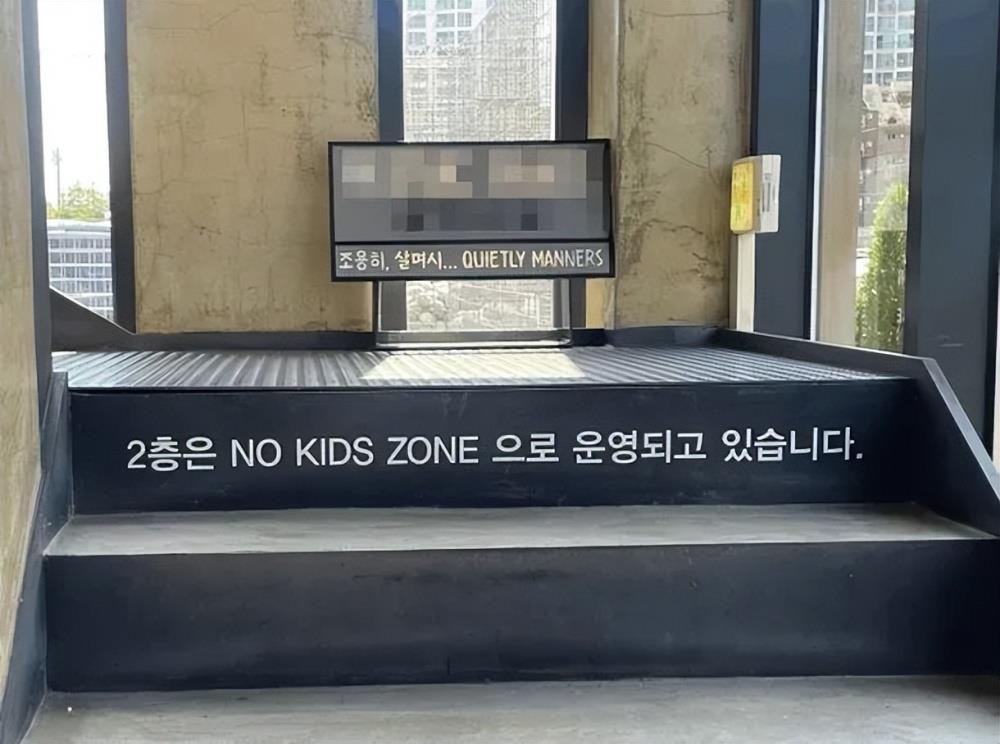 조용히, 살며시... QUIETLY MANNERS
2층은 NO KIDS ZONE 으로 운영되고 있습니다.